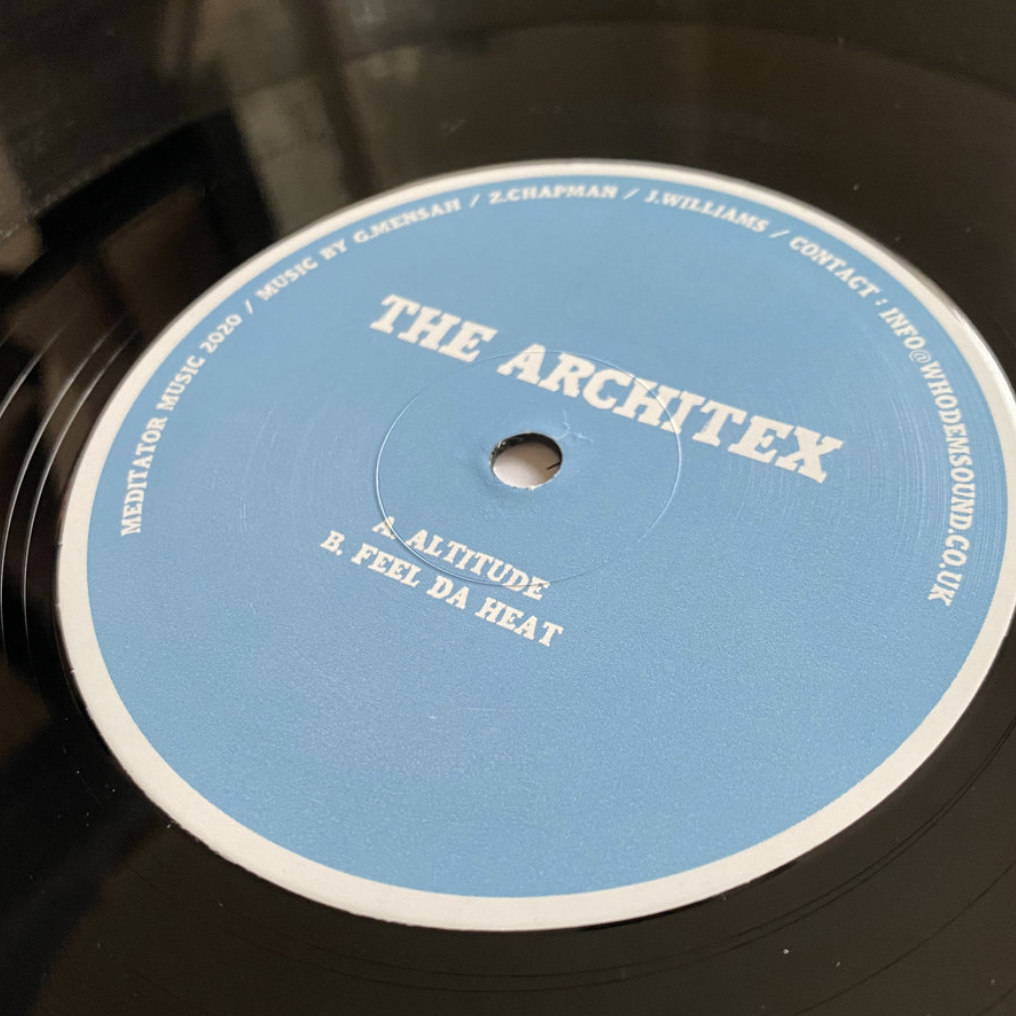 MEDITATOR MUSIC 2020 / MUSIC BY G.MENSAH / Z.CHAPMAN / J.WILLIAMS / CONTACT : INFO@WHODEMSOUND.CO.UK
THE ARCHITEX
A. ALTITUDE
B. FEEL DA HEAT